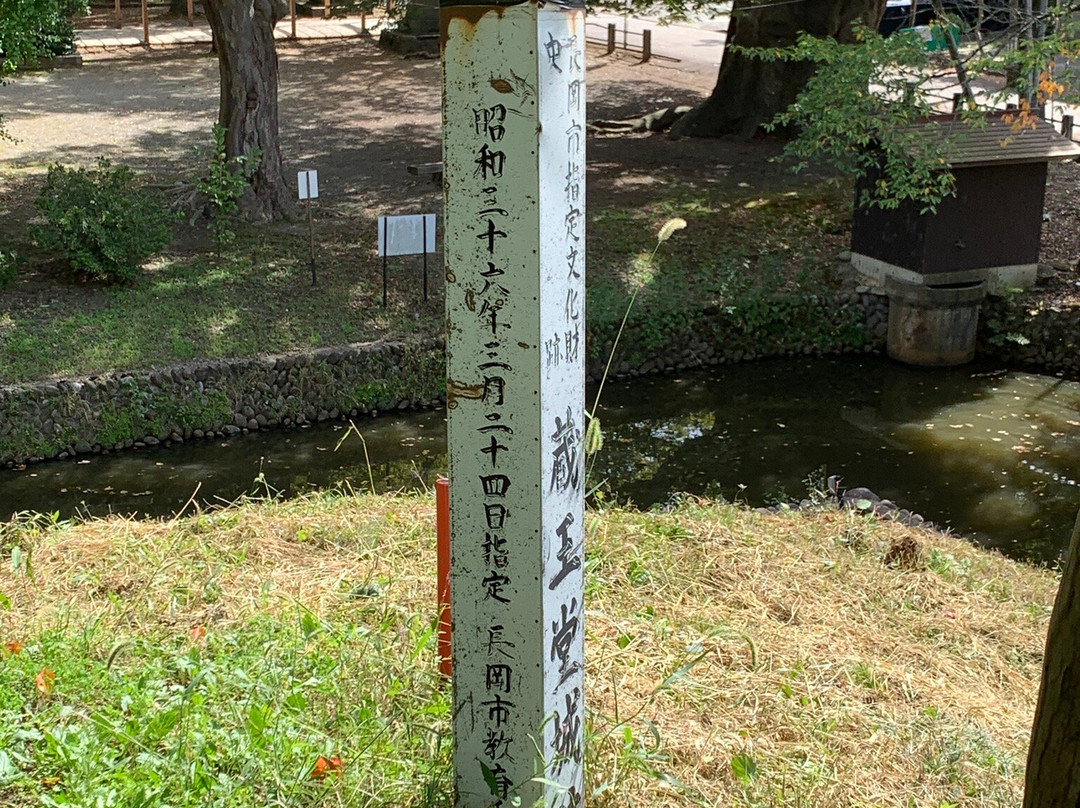 長岡市指定文化財
史跡
蔵王堂城
昭和三十六年三月二十四日指定 長岡市教育